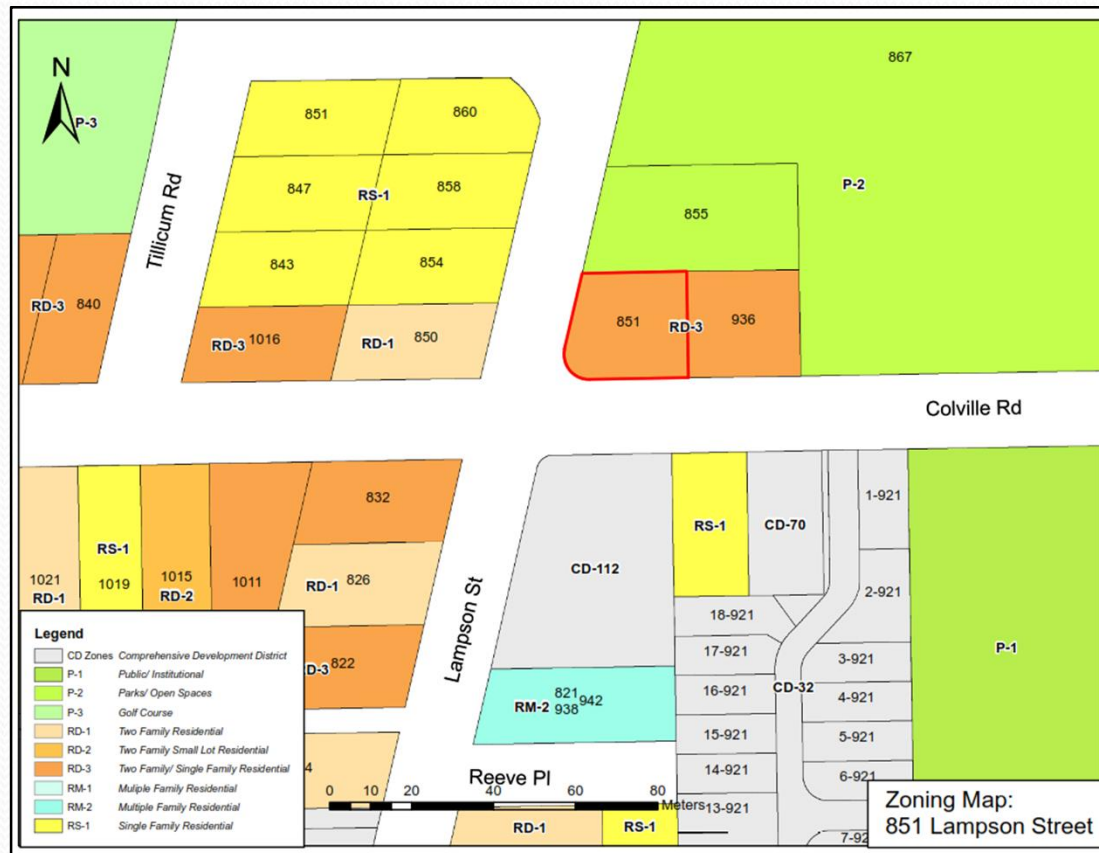 N
P-3
867
851
860
847
RS-1
858
P-2
Tillicum Rd
855
843
854
RD-3
840
851
RD-3
936
RD-3
1016
RD-1
850
Colville Rd
832
1-921
RS-1
CD-70
RS-1
CD-112
1021
1019
1015
1011
RD-1
826
2-921
RD-1
RD-2
18-921
Lampson St
17-921
3-921
P-1
822
CD-32
16-921
4-921
821
942
RM-2
938
15-921
5-921
14-921
6-921
Reeve Pl
13-921
7-92
RD-1
RS-1
Legend
CD Zones Comprehensive Development District
P-1 Public/ Institutional
P-2 Parks/ Open Spaces
P-3 Golf Course
RD-1 Two Family Residential
RD-2 Two Family Small Lot Residential
RD-3 Two Family/ Single Family Residential
RM-1 Muliple Family Residential
RM-2 Multiple Family Residential
RS-1 Single Family Residential
0 10 20 40 60 80
Meters
Zoning Map:
851 Lampson Street